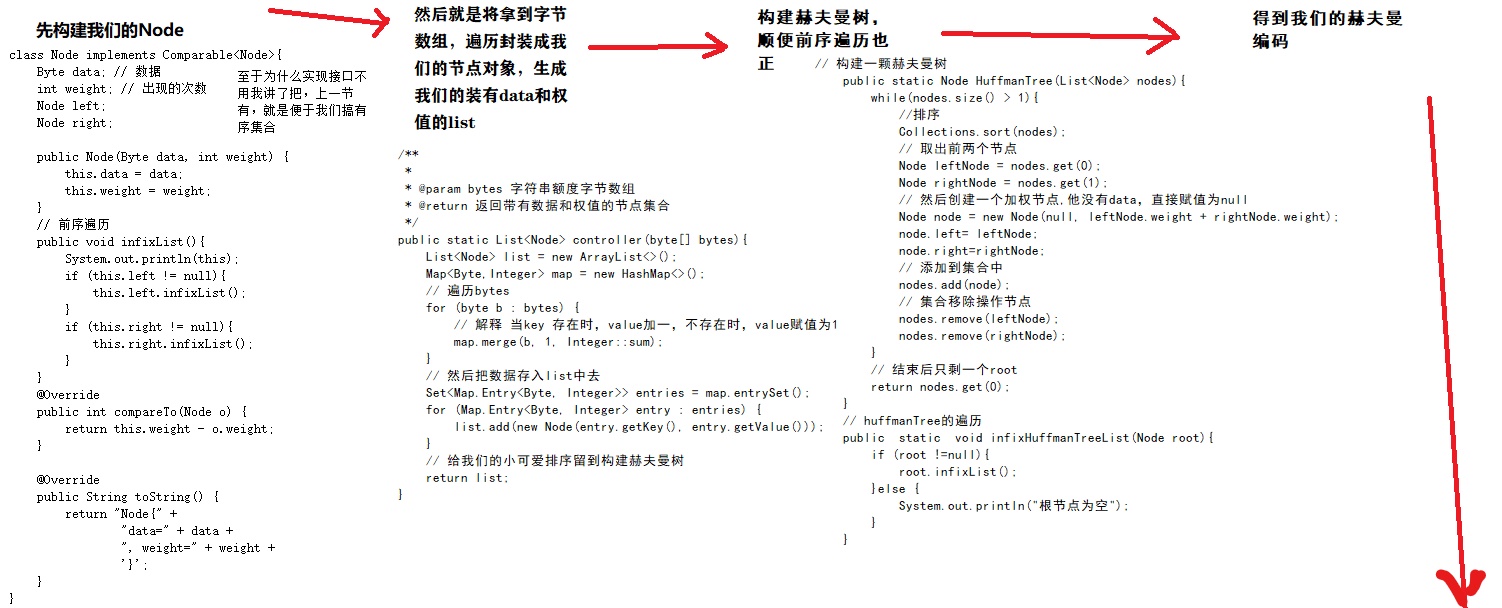 先构建我们的Node
class Node implements Comparable<Node>{
Byte data; // 数据
int weight; // 出现的次数
Node left;
Node right;
至于为什么实现接口不
用我讲了把，上一节
有，就是便于我们搞有
序集合
public Node(Byte data, int weight) {
this.data = data;
this.weight = weight;
}
// 前序遍历
public void infixList(){
System.out.println(this);
if (this.left != null){
this.left.infixList();
}
if (this.right != null){
this.right.infixList();
}
}
@Override
public int compareTo(Node o) {
return this.weight - o.weight;
}
@Override
public String toString() {
return "Node{" +
"data=" + data +
", weight=" + weight +
'}';
}
}
然后就是将拿到字节
数组，遍历封装成我
们的节点对象，生成
我们的装有data和权
值的list
/**
*
* @param bytes 字符串额度字节数组
* @return 返回带有数据和权值的节点集合
*/
public static List<Node> controller(byte[] bytes){
List<Node> list = new ArrayList<>();
Map<Byte,Integer> map = new HashMap<>();
// 遍历bytes
for (byte b : bytes) {
// 解释 当key 存在时，value加一，不存在时，value赋值为1
map.merge(b, 1, Integer::sum);
}
// 然后把数据存入list中去
Set<Map.Entry<Byte, Integer>> entries = map.entrySet();
for (Map.Entry<Byte, Integer> entry : entries) {
list.add(new Node(entry.getKey(), entry.getValue()));
}
// 给我们的小可爱排序留到构建赫夫曼树
return list;
}
构建赫夫曼树，
顺便前序遍历也
正
// 构建一颗赫夫曼树
public static Node HuffmanTree(List<Node> nodes){
while(nodes.size() > 1){
//排序
Collections.sort(nodes);
// 取出前两个节点
Node leftNode = nodes.get(0);
Node rightNode = nodes.get(1);
// 然后创建一个加权节点,他没有data，直接赋值为null
Node node = new Node(null, leftNode.weight + rightNode.weight);
node.left= leftNode;
node.right=rightNode;
// 添加到集合中
nodes.add(node);
// 集合移除操作节点
nodes.remove(leftNode);
nodes.remove(rightNode);
}
// 结束后只剩一个root
return nodes.get(0);
}
// huffmanTree的遍历
public static void infixHuffmanTreeList(Node root){
if (root !=null){
root.infixList();
}else {
System.out.println("根节点为空");
}
}
得到我们的赫夫曼
编码